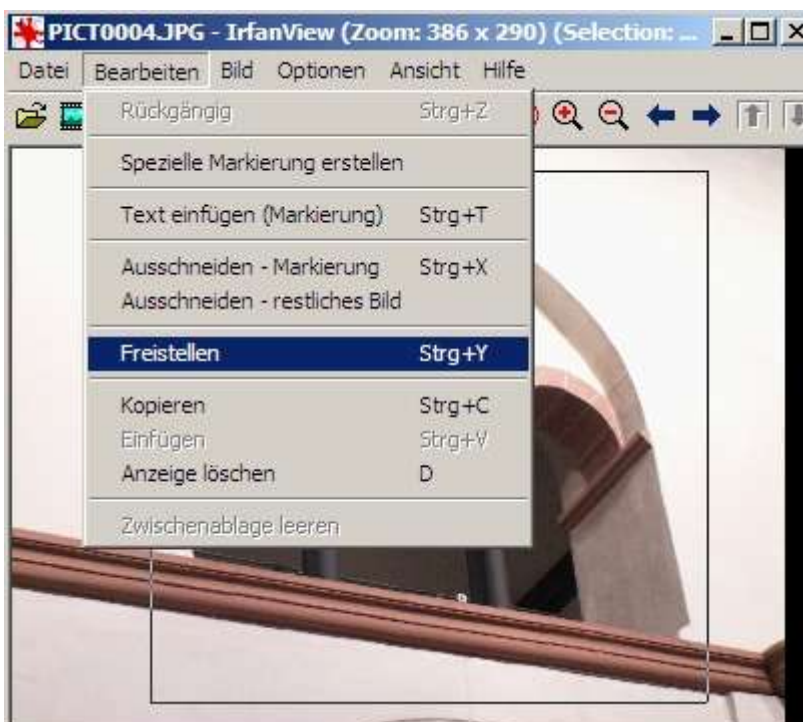 PICT0004.JPG - IrfanView (Zoom: 386 x 290) (Selection: ...
Datei Bearbeiten Bild Optionen Ansicht Hilfe
Rückgängig Strg+Z
Spezielle Markierung erstellen
Text einfügen (Markierung) Strg+T
Ausschneiden - Markierung Strg+X
Ausschneiden - restliches Bild
Freistellen Strg+Y
Kopieren Strg+C
Einfügen Strg+V
Anzeige löschen D
Zwischenablage leeren